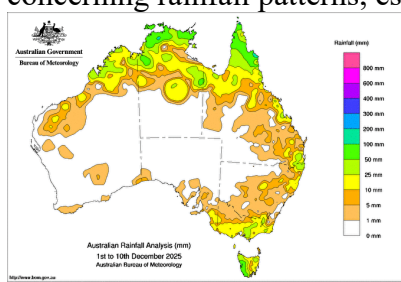 concerning rainfall patterns, es
Australian Government
Bureau of Meteorology
Rainfall (mm)
800 mm
600 mm
400 mm
300 mm
200 mm
100 mm
50 mm
25 mm
10 mm
5 mm
1 mm
0 mm
Australian Rainfall Analysis (mm)
1st to 10th December 2025
Australian Bureau of Meteorology
http://www.bom.gov.au